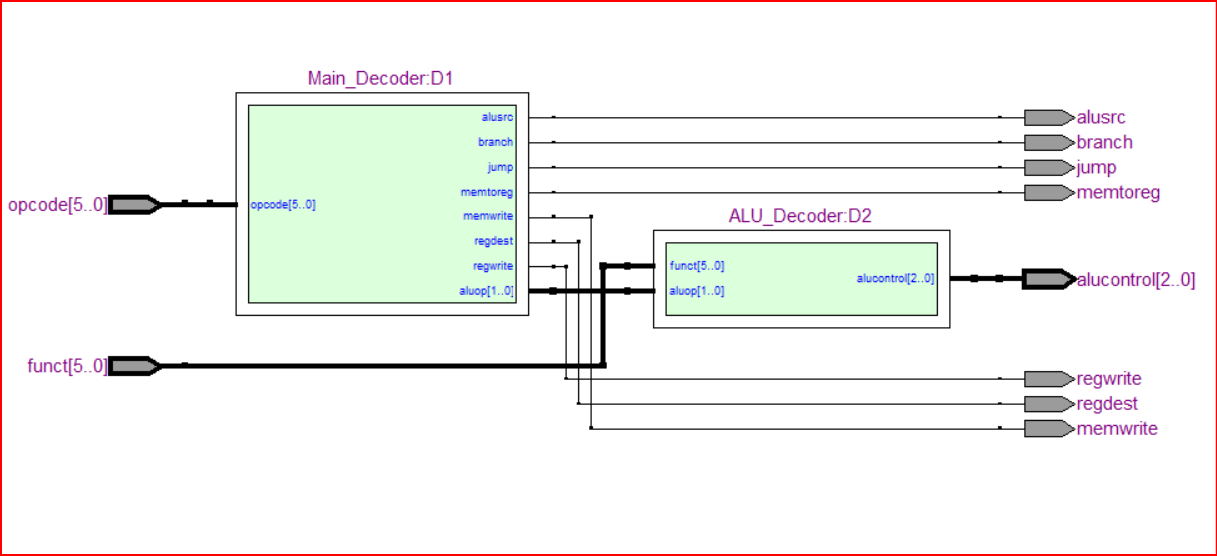 Main_Decoder:D1
alusrc
alusrc
branch
branch
jump
jump
memtoreg
memtoreg
opcode[5..0]
opcode[5..0]
memwrite
ALU_Decoder:D2
regdest
regwrite
funct[5..0]
aluop[1..0]
aluop[1..0]
alucontrol[2..0]
alucontrol[2..0]
funct[5..0]
regwrite
regdest
memwrite